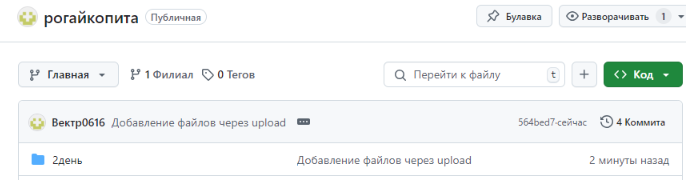 рогайкопита Публичная Булавка Разворачивать 1
Главная 1 Филиал 0 Тегов Перейти к файлу t + Код
Вектр0616 Добавление файлов через upload ... 564bed7-сейчас 4 Коммита
2день Добавление файлов через upload 2 минуты назад